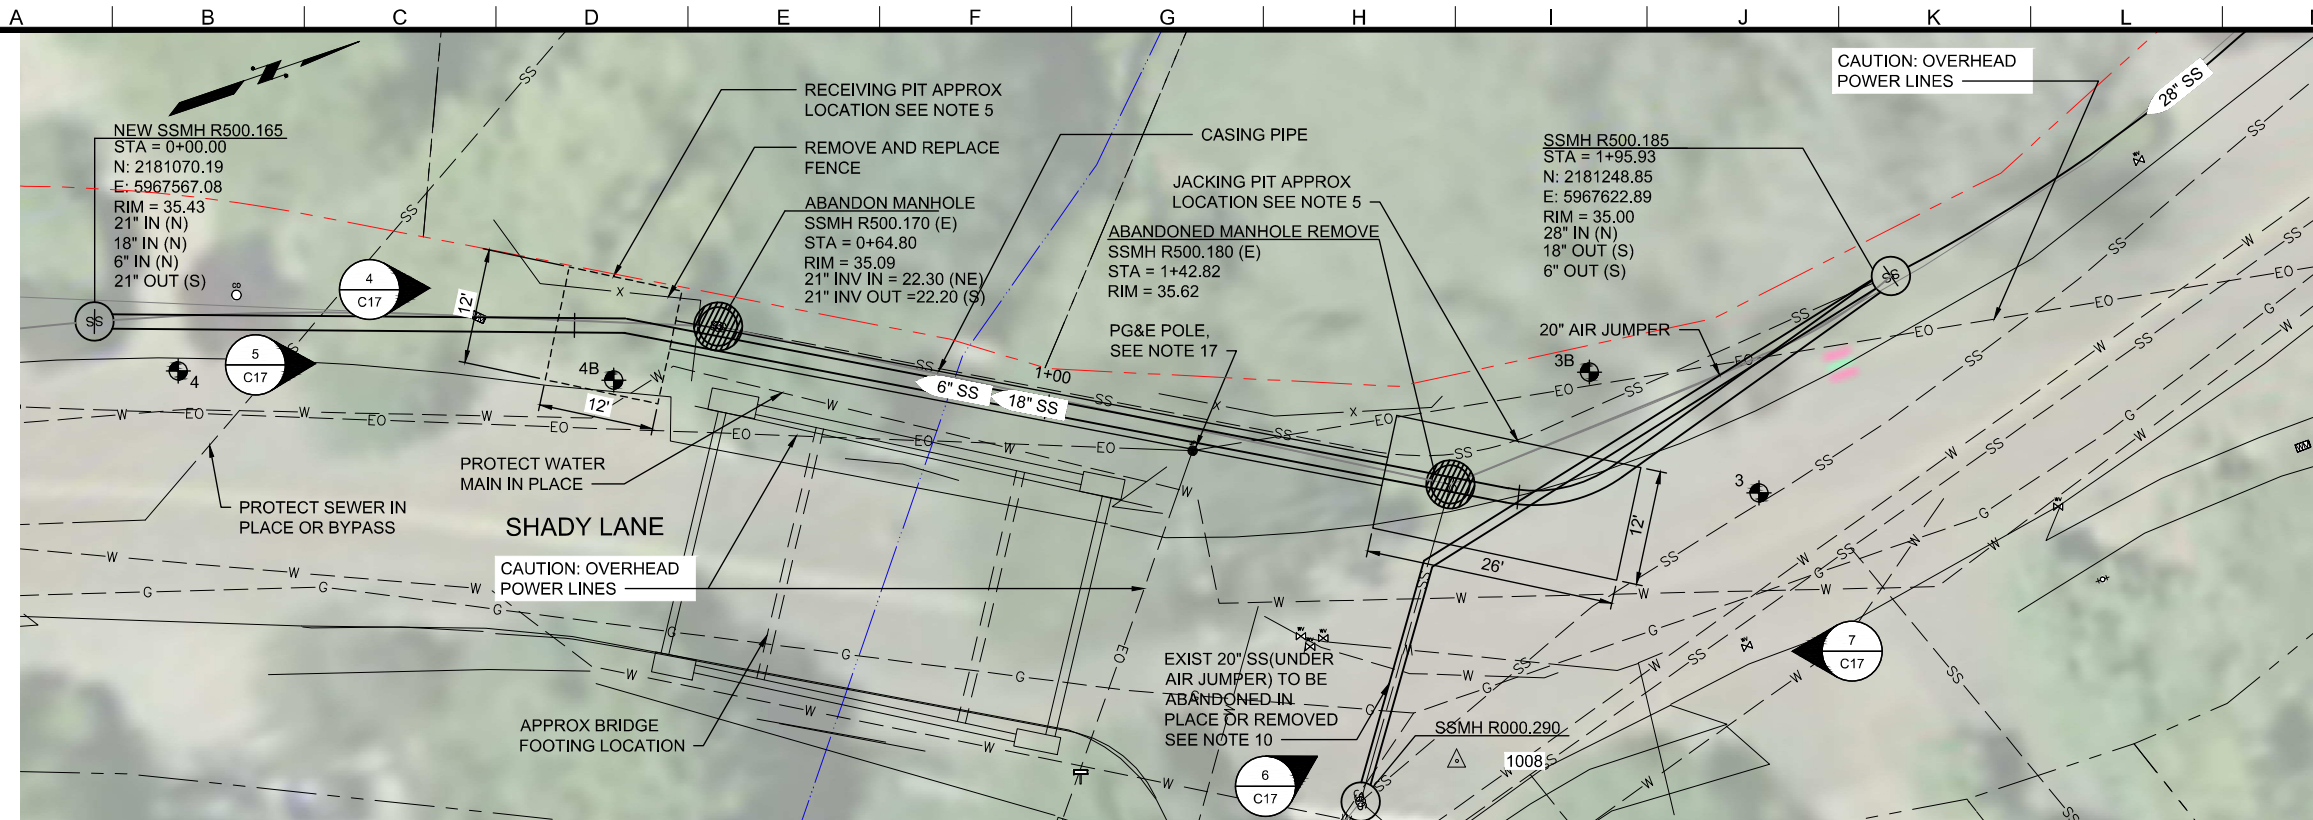 A B C D E F G H I J K L
NEW SSMH R500.165
STA = 0+00.00
N: 2181070.19
E: 5967567.08
RIM = 35.43
21" IN (N)
18" IN (N)
6" IN (N)
21" OUT (S)
RECEIVING PIT APPROX
LOCATION SEE NOTE 5
REMOVE AND REPLACE
FENCE
ABANDON MANHOLE
SSMH R500.170 (E)
STA = 0+64.80
RIM = 35.09
21" INV IN = 22.30 (NE)
21" INV OUT =22.20 (S)
CASING PIPE
JACKING PIT APPROX
LOCATION SEE NOTE 5
ABANDONED MANHOLE REMOVE
SSMH R500.180 (E)
STA = 1+42.82
RIM = 35.62
PG&E POLE,
SEE NOTE 17
SSMH R500.185
STA = 1+95.93
N: 2181248.85
E: 5967622.89
RIM = 35.00
28" IN (N)
18" OUT (S)
6" OUT (S)
CAUTION: OVERHEAD
POWER LINES
28" SS
20" AIR JUMPER
3B
3
4
C17
5
C17
4
4B
12'
12'
6" SS
18" SS
1+00
PROTECT WATER
MAIN IN PLACE
PROTECT SEWER IN
PLACE OR BYPASS
SHADY LANE
CAUTION: OVERHEAD
POWER LINES
12'
26'
APPROX BRIDGE
FOOTING LOCATION
EXIST 20" SS(UNDER
AIR JUMPER) TO BE
ABANDONED IN
PLACE OR REMOVED
SEE NOTE 10
SSMH R000.290
1008
6
C17
7
C17